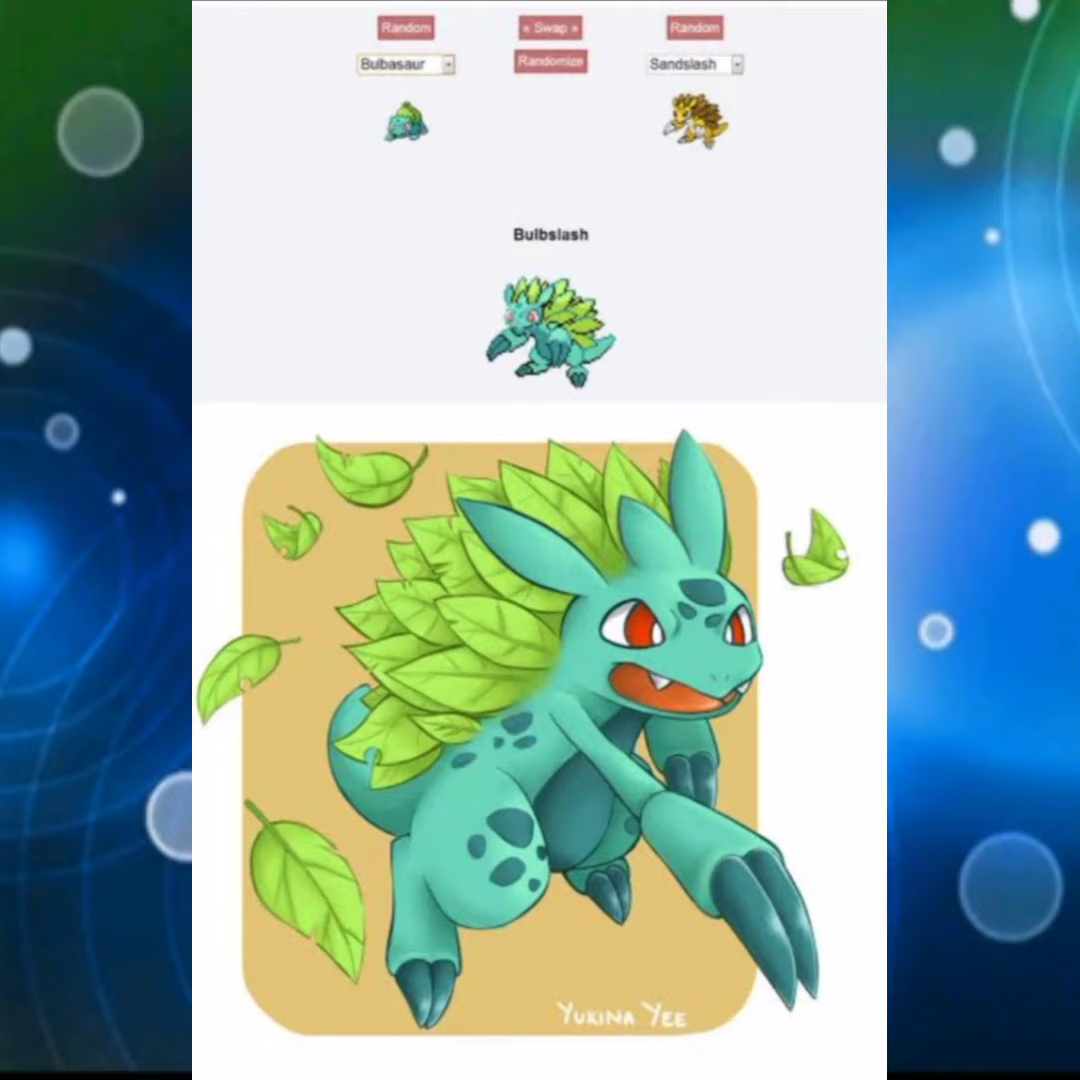 Random
« Swap »
Random
Bulbasaur
Randomize
Sandslash
Bulbslash
YUKINA YEE